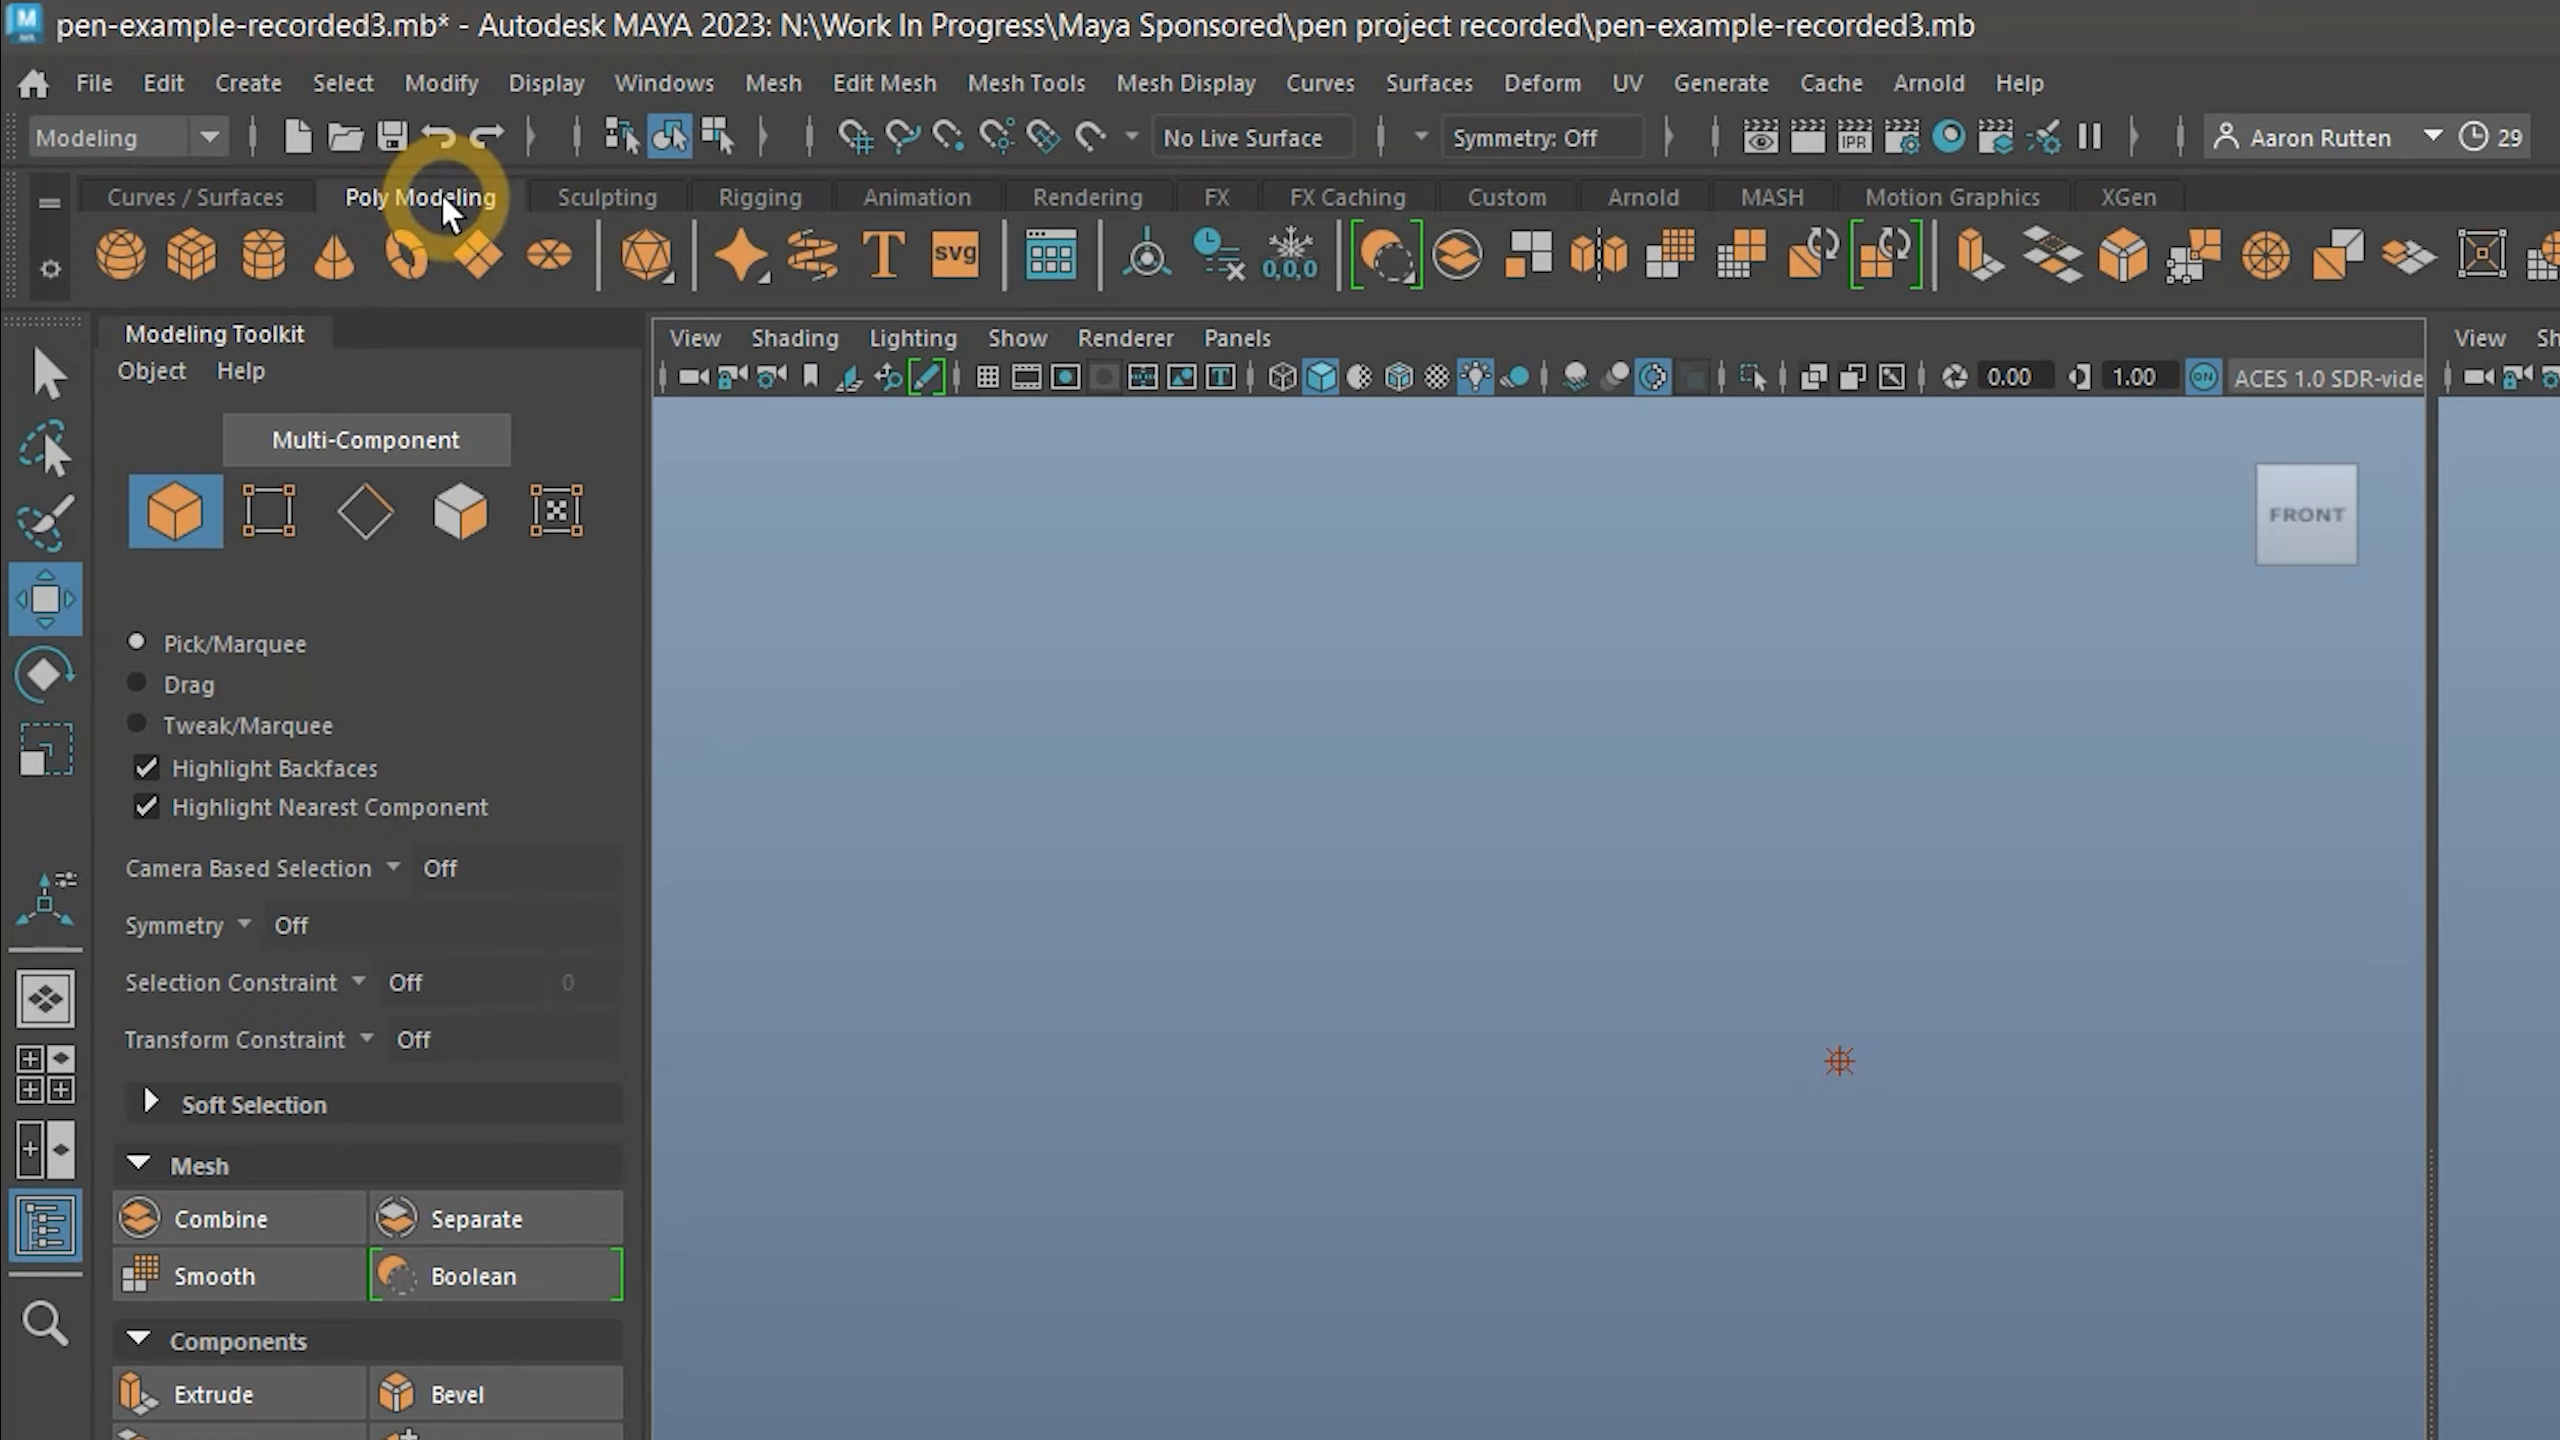 pen-example-recorded3.mb* - Autodesk MAYA 2023: N:\Work In Progress\Maya Sponsored\pen project recorded\pen-example-recorded3.mb
File Edit Create Select Modify Display Windows Mesh Edit Mesh Mesh Tools Mesh Display Curves Surfaces Deform UV Generate Cache Arnold Help
Modeling No Live Surface Symmetry: Off IPR Aaron Rutten 29
Curves / Surfaces Poly Modeling Sculpting Rigging Animation Rendering FX FX Caching Custom Arnold MASH Motion Graphics XGen
T svg 0,0,0
Modeling Toolkit
Object Help
View Shading Lighting Show Renderer Panels
0.00 1.00 ON ACES 1.0 SDR-vide
View Sh
Multi-Component
FRONT
Pick/Marquee
Drag
Tweak/Marquee
Highlight Backfaces
Highlight Nearest Component
Camera Based Selection Off
Symmetry Off
Selection Constraint Off 0
Transform Constraint Off
Soft Selection
Mesh
Combine Separate
Smooth Boolean
Components
Extrude Bevel